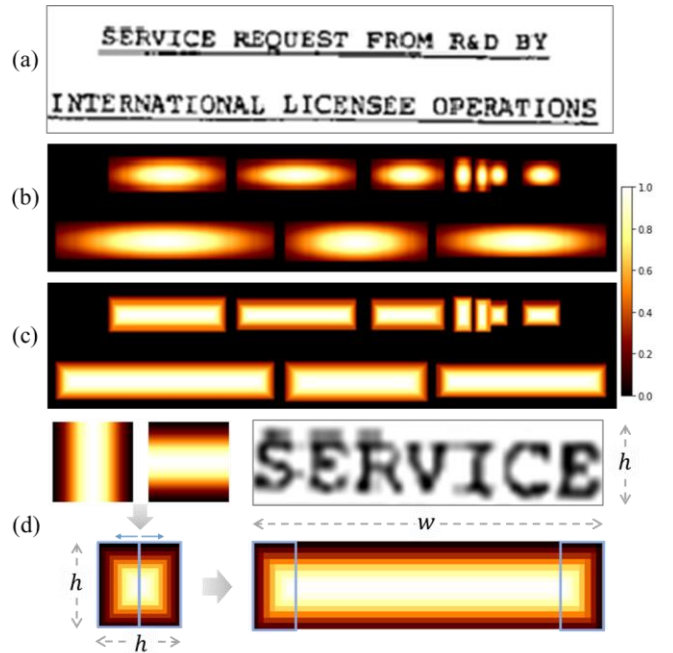 (a)
SERVICE REQUEST FROM R&D BY
INTERNATIONAL LICENSEE OPERATIONS
(b)
1.0
0.8
0.6
0.4
0.2
0.0
(c)
SERVICE
h
w
(d)
h
h